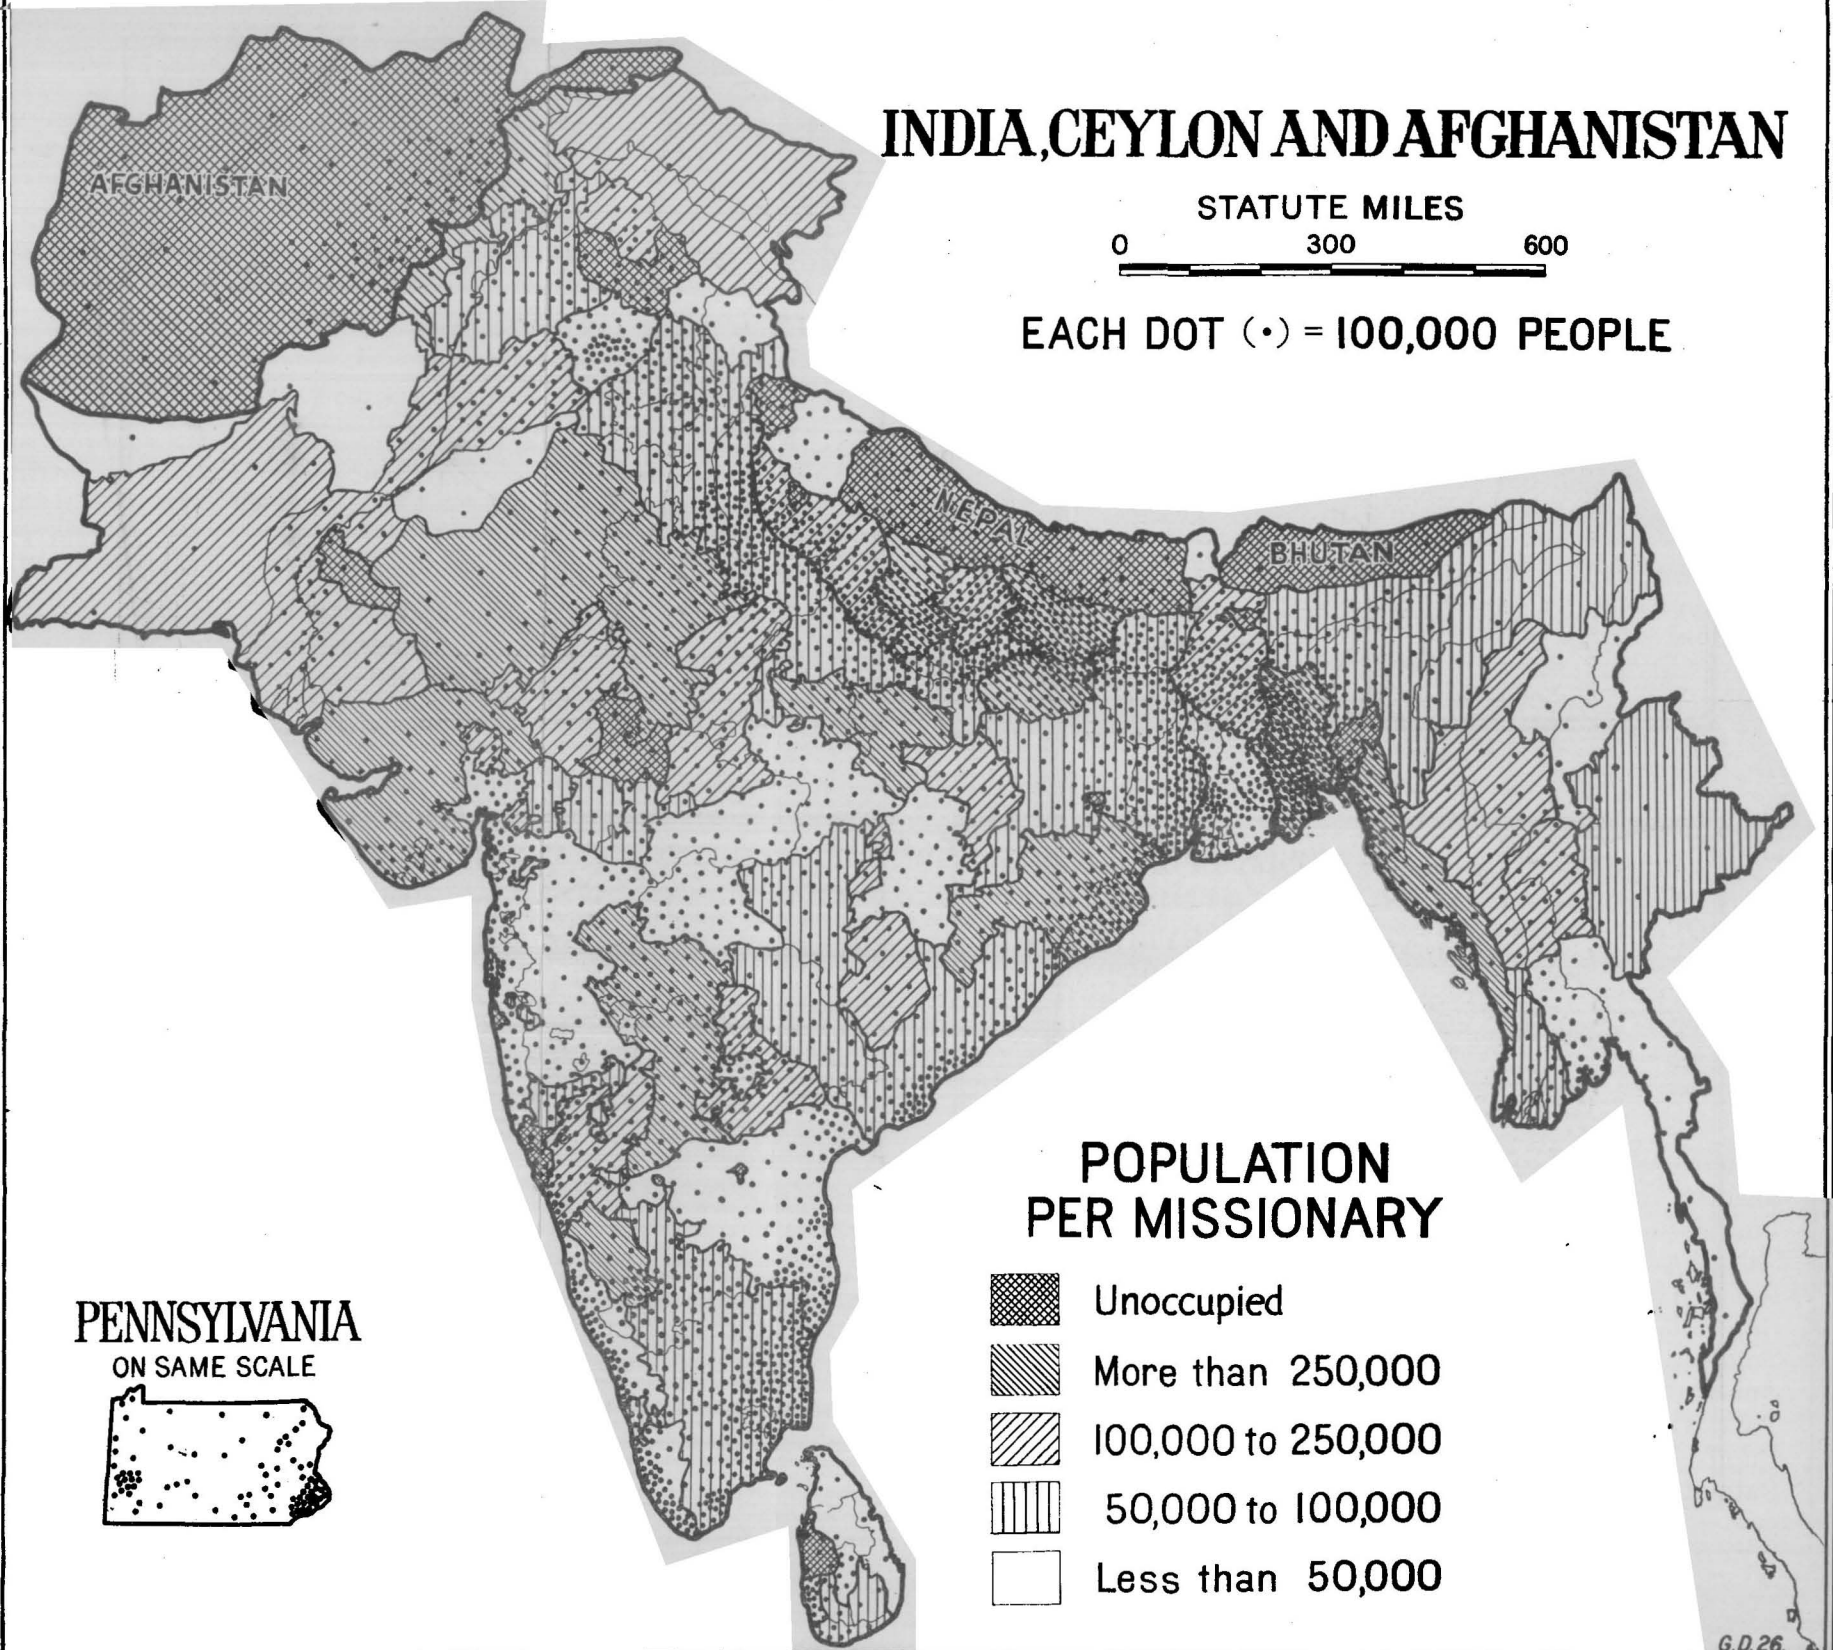 INDIA, CEYLON AND AFGHANISTAN
STATUTE MILES
0 300 600
EACH DOT (•) = 100,000 PEOPLE
AFGHANISTAN
NEPAL
BHUTAN
POPULATION
PER MISSIONARY
Unoccupied
More than 250,000
100,000 to 250,000
50,000 to 100,000
Less than 50,000
PENNSYLVANIA
ON SAME SCALE
G.D.26